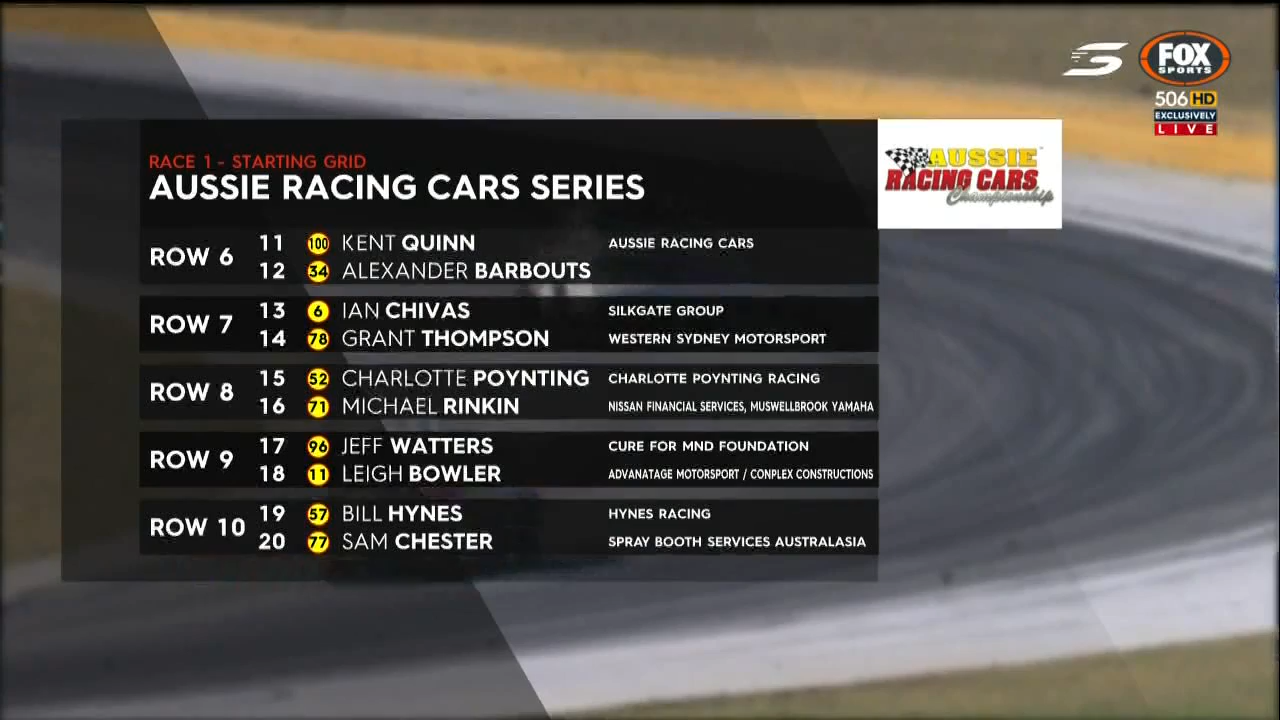 FOX
SPORTS
506 HD
EXCLUSIVELY
LIVE
RACE 1 - STARTING GRID
AUSSIE RACING CARS SERIES
AUSSIE
RACING CARS
Championship
ROW 6
11 100 KENT QUINN AUSSIE RACING CARS
12 34 ALEXANDER BARBOUTS
ROW 7
13 6 IAN CHIVAS SILKGATE GROUP
14 78 GRANT THOMPSON WESTERN SYDNEY MOTORSPORT
ROW 8
15 52 CHARLOTTE POYNTING CHARLOTTE POYNTING RACING
16 71 MICHAEL RINKIN NISSAN FINANCIAL SERVICES, MUSWELLBROOK YAMAHA
ROW 9
17 96 JEFF WATTERS CURE FOR MND FOUNDATION
18 11 LEIGH BOWLER ADVANATAGE MOTORSPORT / CONPLEX CONSTRUCTIONS
ROW 10
19 57 BILL HYNES HYNES RACING
20 77 SAM CHESTER SPRAY BOOTH SERVICES AUSTRALASIA